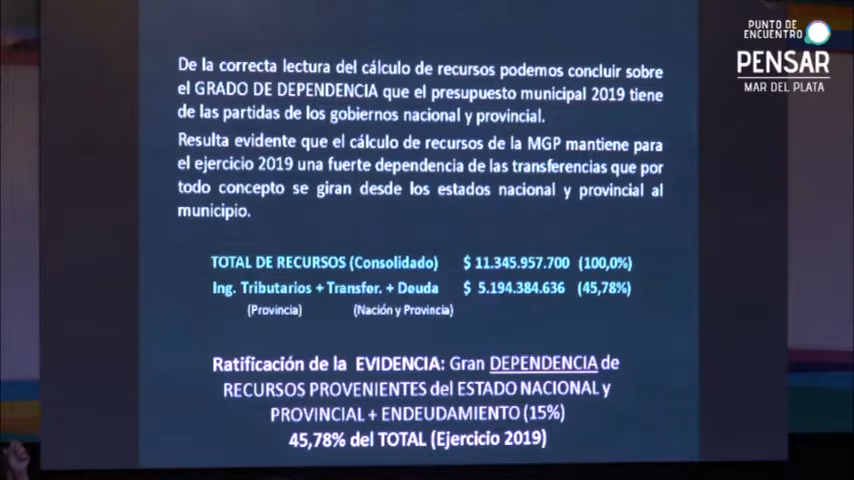 PUNTO DE
ENCUENTRO
PENSAR
MAR DEL PLATA
De la correcta lectura del cálculo de recursos podemos concluir sobre
el GRADO DE DEPENDENCIA que el presupuesto municipal 2019 tiene
de las partidas de los gobiernos nacional y provincial.
Resulta evidente que el cálculo de recursos de la MGP mantiene para
el ejercicio 2019 una fuerte dependencia de las transferencias que por
todo concepto se giran desde los estados nacional y provincial al
municipio.
TOTAL DE RECURSOS (Consolidado) $ 11.345.957.700 (100,0%)
Ing. Tributarios + Transfer. + Deuda $ 5.194.384.636 (45,78%)
(Provincia) (Nación y Provincia)
Ratificación de la EVIDENCIA: Gran DEPENDENCIA de
RECURSOS PROVENIENTES del ESTADO NACIONAL y
PROVINCIAL + ENDEUDAMIENTO (15%)
45,78% del TOTAL (Ejercicio 2019)